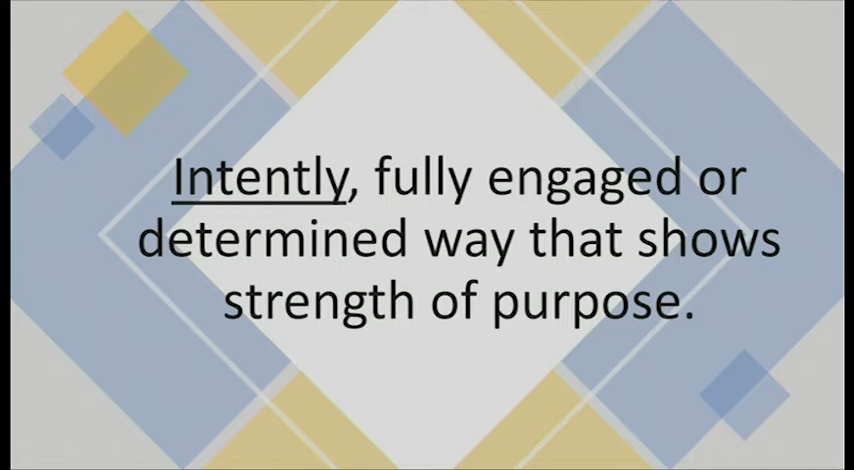 Intently, fully engaged or
determined way that shows
strength of purpose.